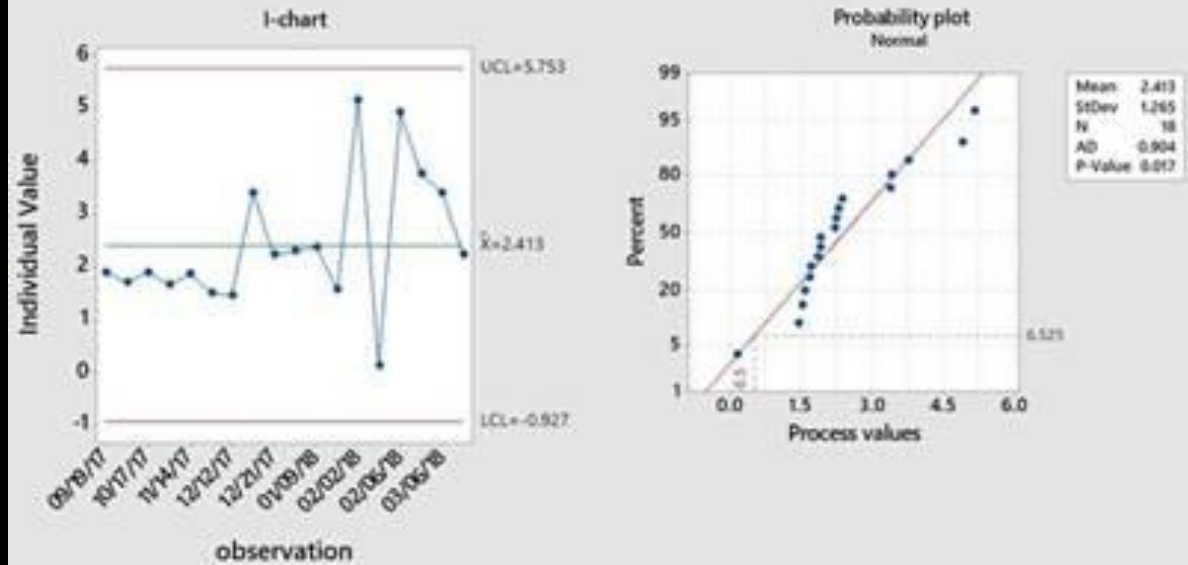 I-chart
6
5
4
3
2
1
0
-1
Individual Value
UCL=5.753
X=2.413
LCL=-0.927
09/19/17
10/17/17
11/14/17
12/12/17
12/21/17
01/09/18
02/02/18
02/06/18
03/06/18
observation
Probability plot
Normal
99
95
80
50
20
5
1
Percent
6.525
0.5
0.0
1.5
3.0
4.5
6.0
Process values
Mean 2.413
StDev 1.265
N 18
AD 0.904
P-Value 0.017